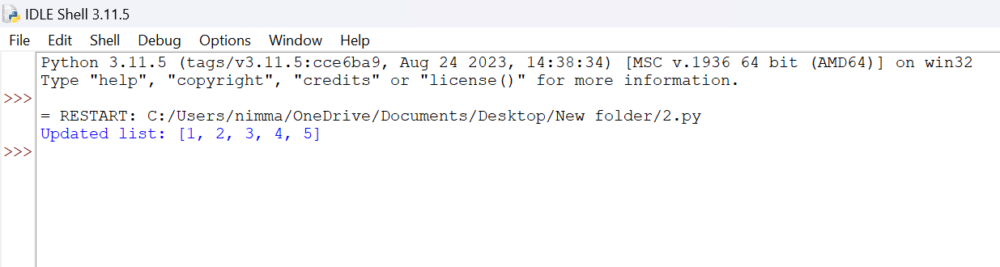 IDLE Shell 3.11.5
File Edit Shell Debug Options Window Help
Python 3.11.5 (tags/v3.11.5:cce6ba9, Aug 24 2023, 14:38:34) [MSC v.1936 64 bit (AMD64)] on win32
Type "help", "copyright", "credits" or "license()" for more information.
>>>
= RESTART: C:/Users/nimma/OneDrive/Documents/Desktop/New folder/2.py
Updated list: [1, 2, 3, 4, 5]
>>>